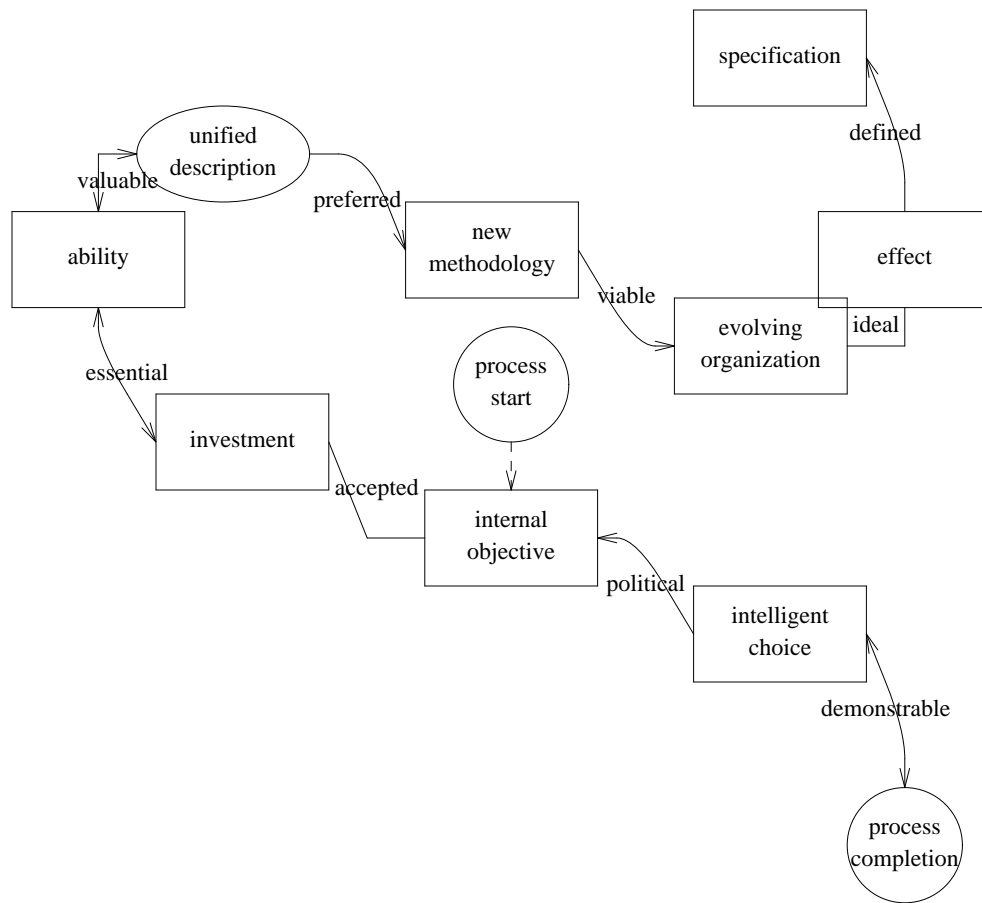 specification
defined
unified
description
valuable
preferred
new
methodology
ability
effect
viable
evolving
organization
ideal
process
start
essential
investment
accepted
internal
objective
political
intelligent
choice
demonstrable
process
completion